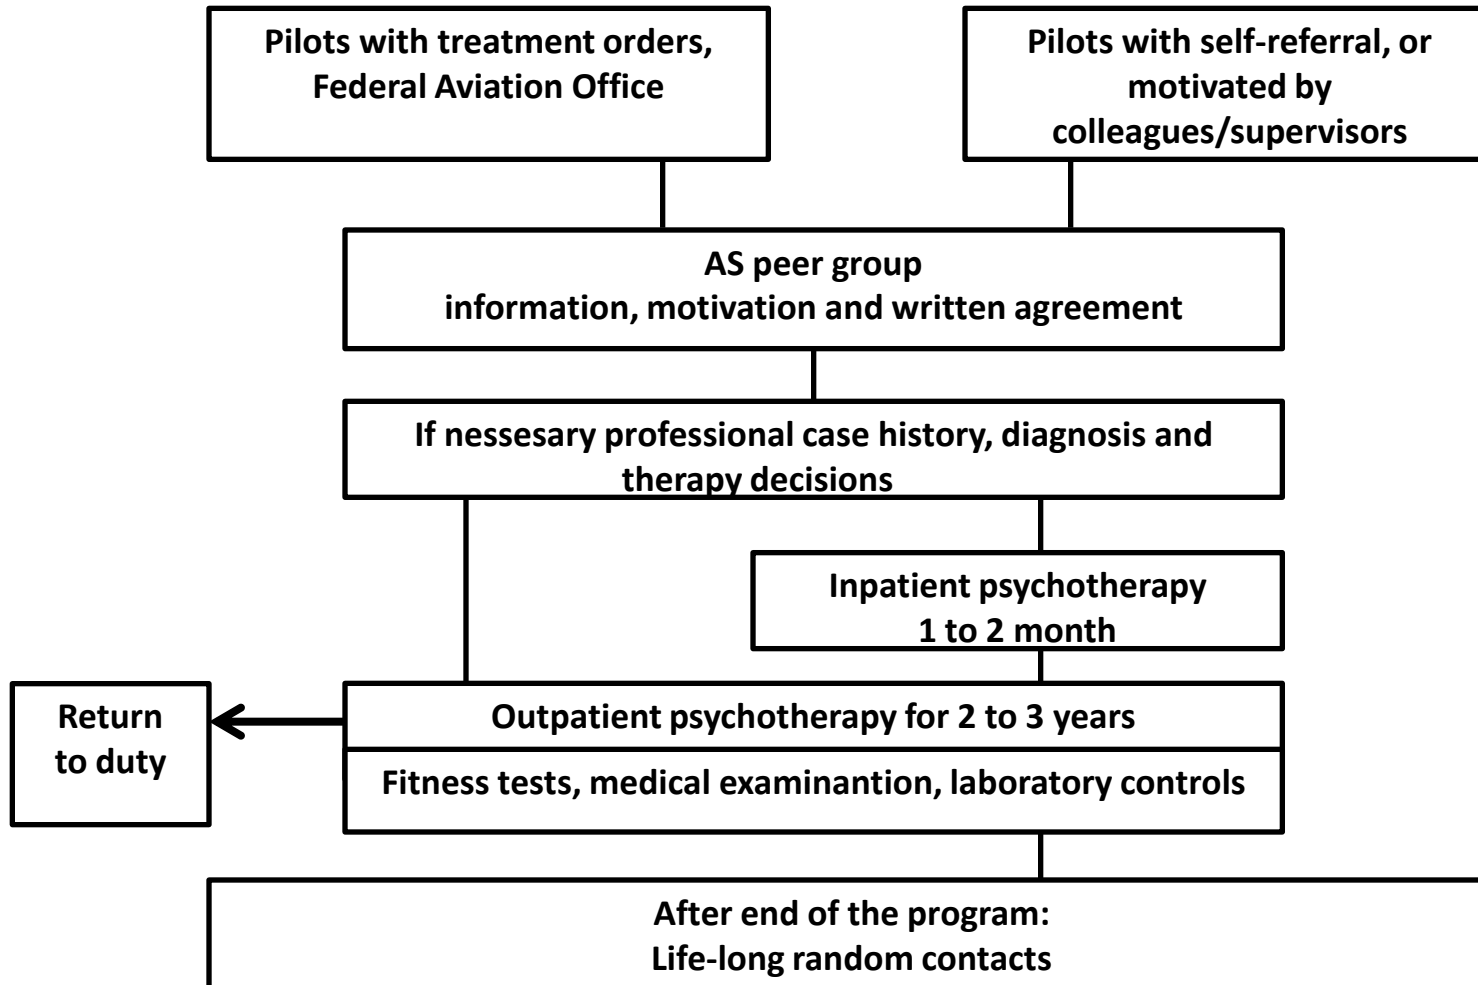 Pilots with treatment orders,
Federal Aviation Office
Pilots with self-referral, or
motivated by
colleagues/supervisors
AS peer group
information, motivation and written agreement
If nessesary professional case history, diagnosis and
therapy decisions
Inpatient psychotherapy
1 to 2 month
Return
to duty
Outpatient psychotherapy for 2 to 3 years
Fitness tests, medical examinantion, laboratory controls
After end of the program:
Life-long random contacts